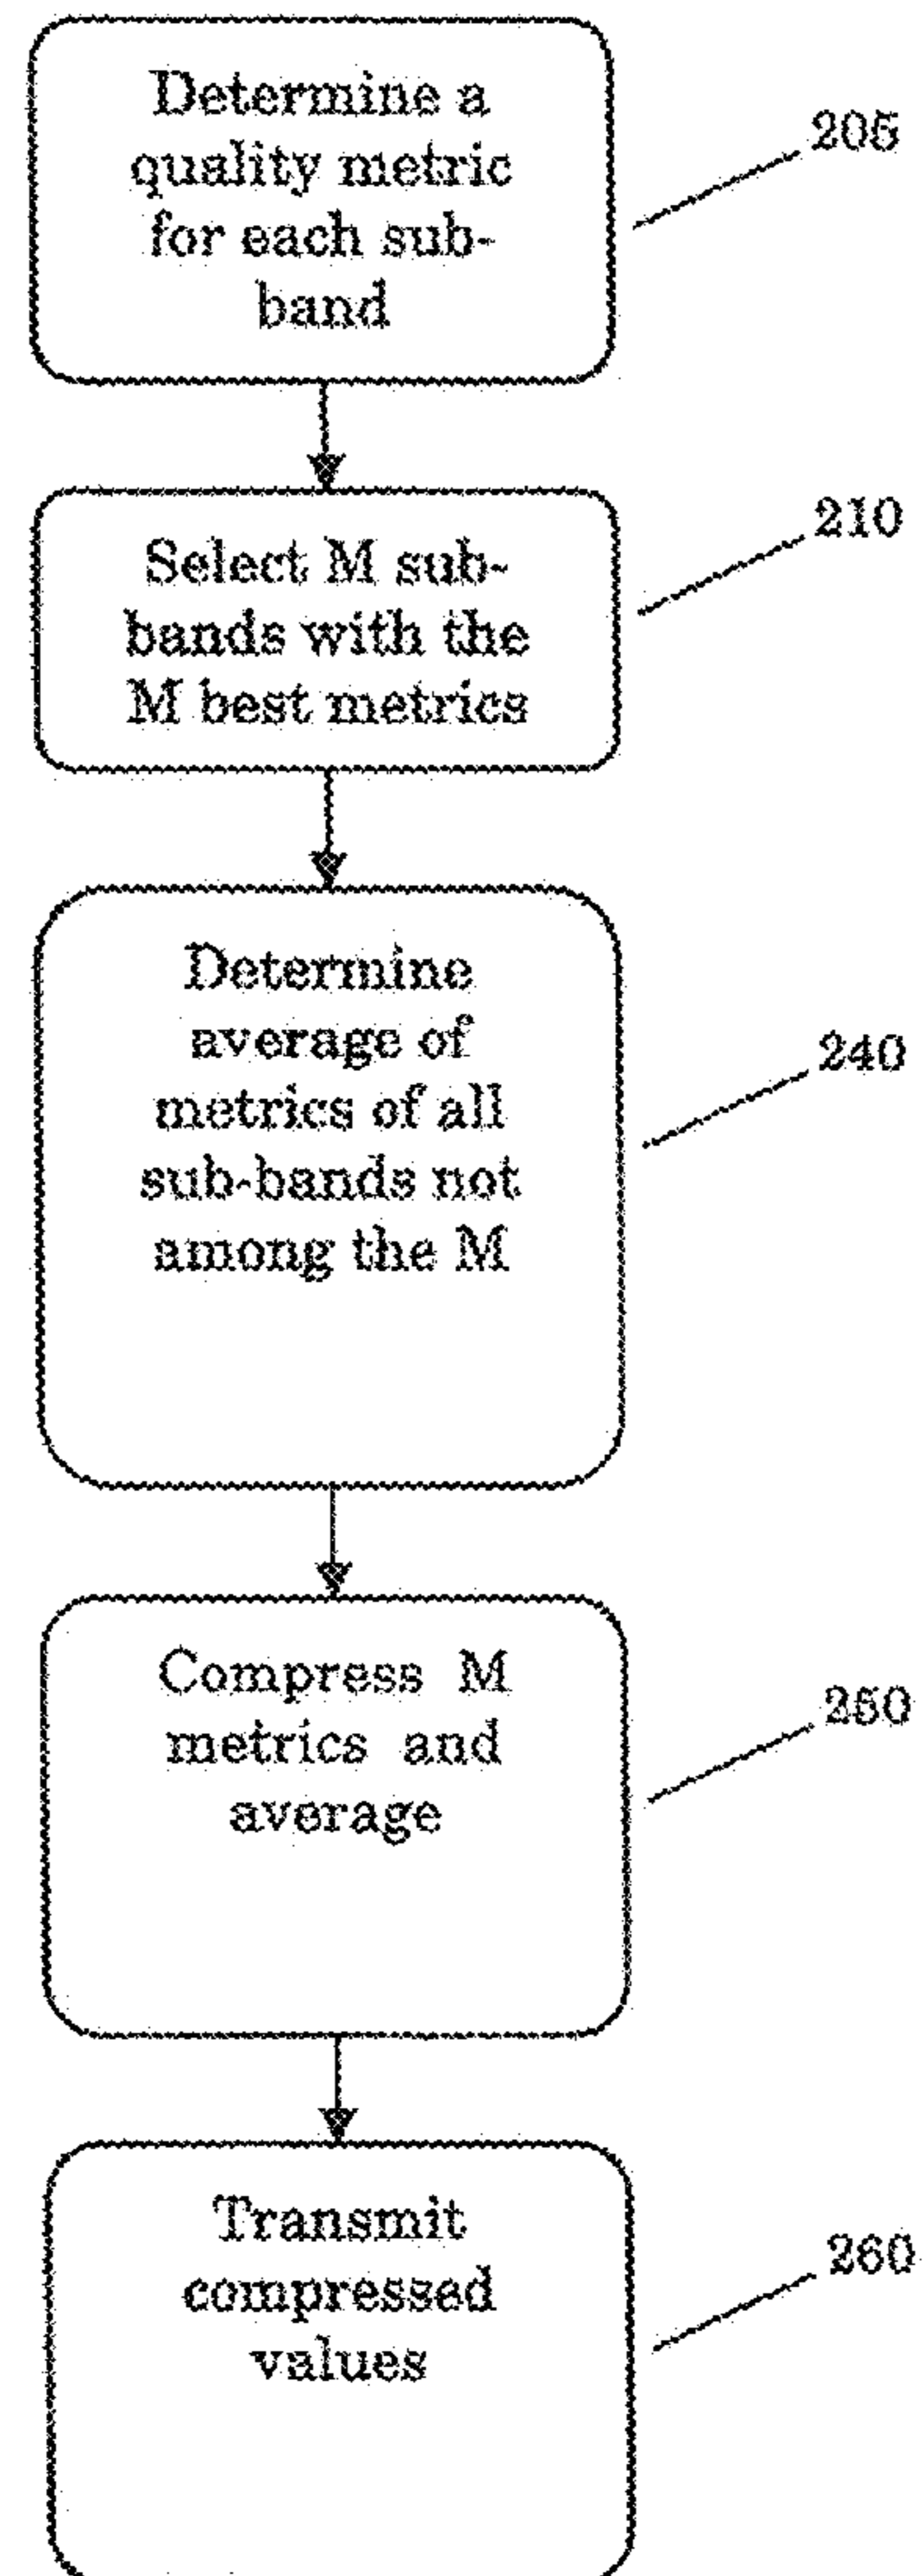 Determine a
quality metric
for each sub-
band
205
Select M sub-
bands with the
M best metrics
210
Determine
average of
metrics of all
sub-bands not
among the M
240
Compress M
metrics and
average
250
Transmit
compressed
values
260